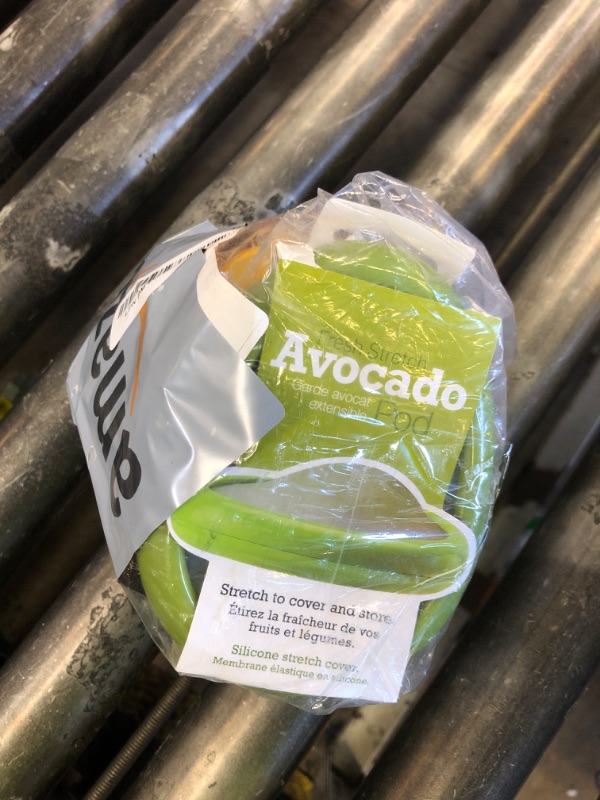 Fresh Stretch
Avocado
Garde avocat
extensible
Pod
Stretch to cover and store.
Étirez la fraîcheur de vos
fruits et légumes.
Silicone stretch cover.
Membrane élastique en silicone.
amaz